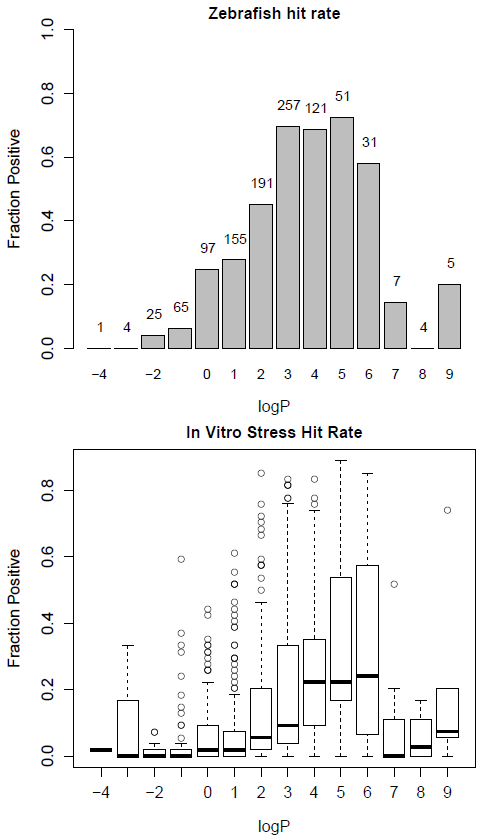 Zebrafish hit rate
Fraction Positive
1.0
0.8
0.6
0.4
0.2
0.0
1 4 25 65 97 155 191 257 121 51 31 7 4 5
−4 −2 0 1 2 3 4 5 6 7 8 9
logP
In Vitro Stress Hit Rate
Fraction Positive
0.8
0.6
0.4
0.2
0.0
−4 −2 0 1 2 3 4 5 6 7 8 9
logP